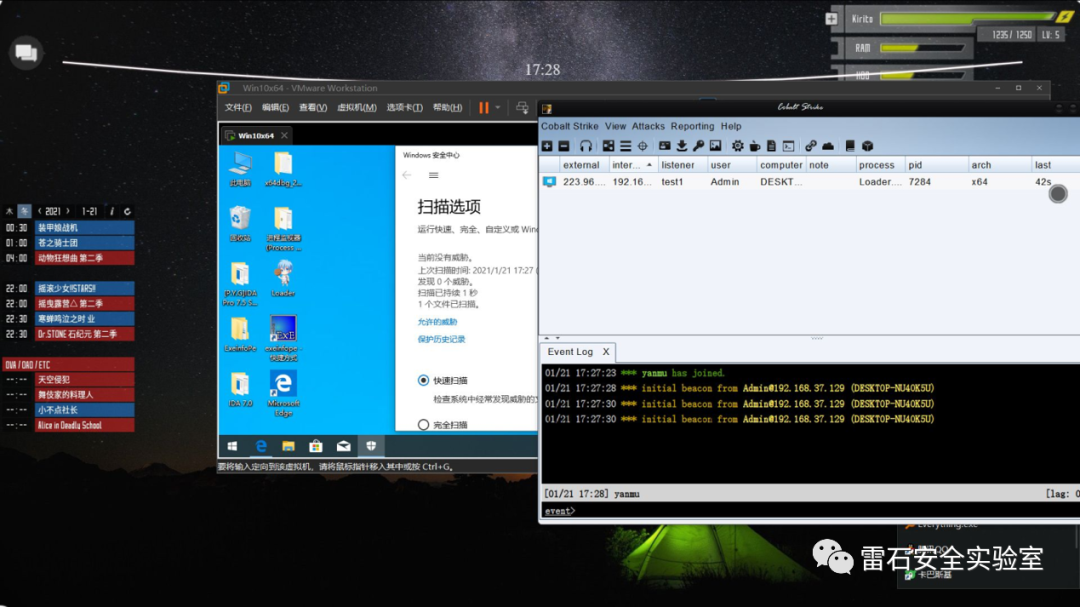 Kirito
1235/ 1250 LV: 5
RAM
17:28
Win10x64 - VMware Workstation
文件(F) 编辑(E) 查看(V) 虚拟机(M) 选项卡(T) 帮助(H)
Win10x64
此电脑
回收站
(Process ...
Loader
Pro 7.5 S...
ExeinfoPe
exeinfope -
快捷方式
IDA 7.0
Microsoft
Edge
Windows 安全中心
扫描选项
运行快速、完全、自定义或 Win
当前没有威胁。
上次扫描时间: 2021/1/21 17:27 (
发现 0 个威胁。
扫描已持续 1 秒
1 个文件已扫描。
允许的威胁
保护历史记录
快速扫描
检查系统中经常发现威胁的文
完全扫描
要将输入定向到该虚拟机，请将鼠标指针移入其中或按 Ctrl+G。
Cobalt Strike
Cobalt Strike View Attacks Reporting Help
external inter... listener user computer note process pid arch last
223.96.... 192.16... test1 Admin DESKT... Loader.... 7284 x64 42s
Event Log X
01/21 17:27:23 *** yanmu has joined.
01/21 17:27:28 *** initial beacon from Admin@192.168.37.129 (DESKTOP-NU40K5U)
01/21 17:27:30 *** initial beacon from Admin@192.168.37.129 (DESKTOP-NU40K5U)
01/21 17:27:30 *** initial beacon from Admin@192.168.37.129 (DESKTOP-NU40K5U)
[01/21 17:28] yanmu [lag: 0
event>
2021 1-21
00:30 装甲娘战机
01:00 苍之骑士团
04:00 动物狂想曲 第二季
22:00 摇滚少女!!STARS!!
22:00 摇曳露营△ 第二季
22:30 寒蝉鸣泣之时 业
22:30 Dr.STONE 石纪元 第二季
OVA / OAD / ETC
--:-- 天空侵犯
--:-- 舞伎家的料理人
--:-- 小不点社长
--:-- Alice in Deadly School
Everything.exe
卡巴斯基
雷石安全实验室